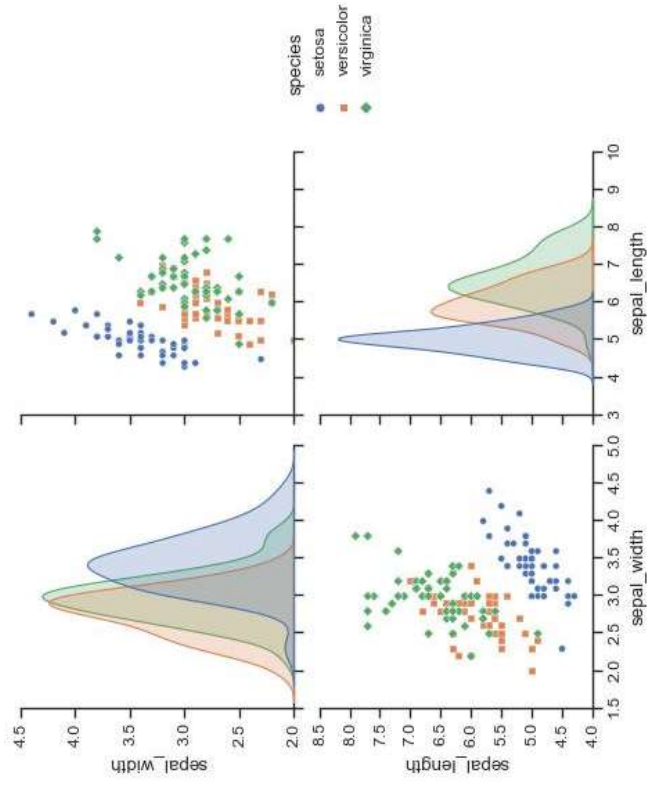 4.5
4.0
3.5
3.0
2.5
2.0
sepal_width
species
setosa
versicolor
virginica
8.5
8.0
7.5
7.0
6.5
6.0
5.5
5.0
4.5
4.0
sepal_length
1.5 2.0 2.5 3.0 3.5 4.0 4.5 5.0
sepal_width
3 4 5 6 7 8 9 10
sepal_length